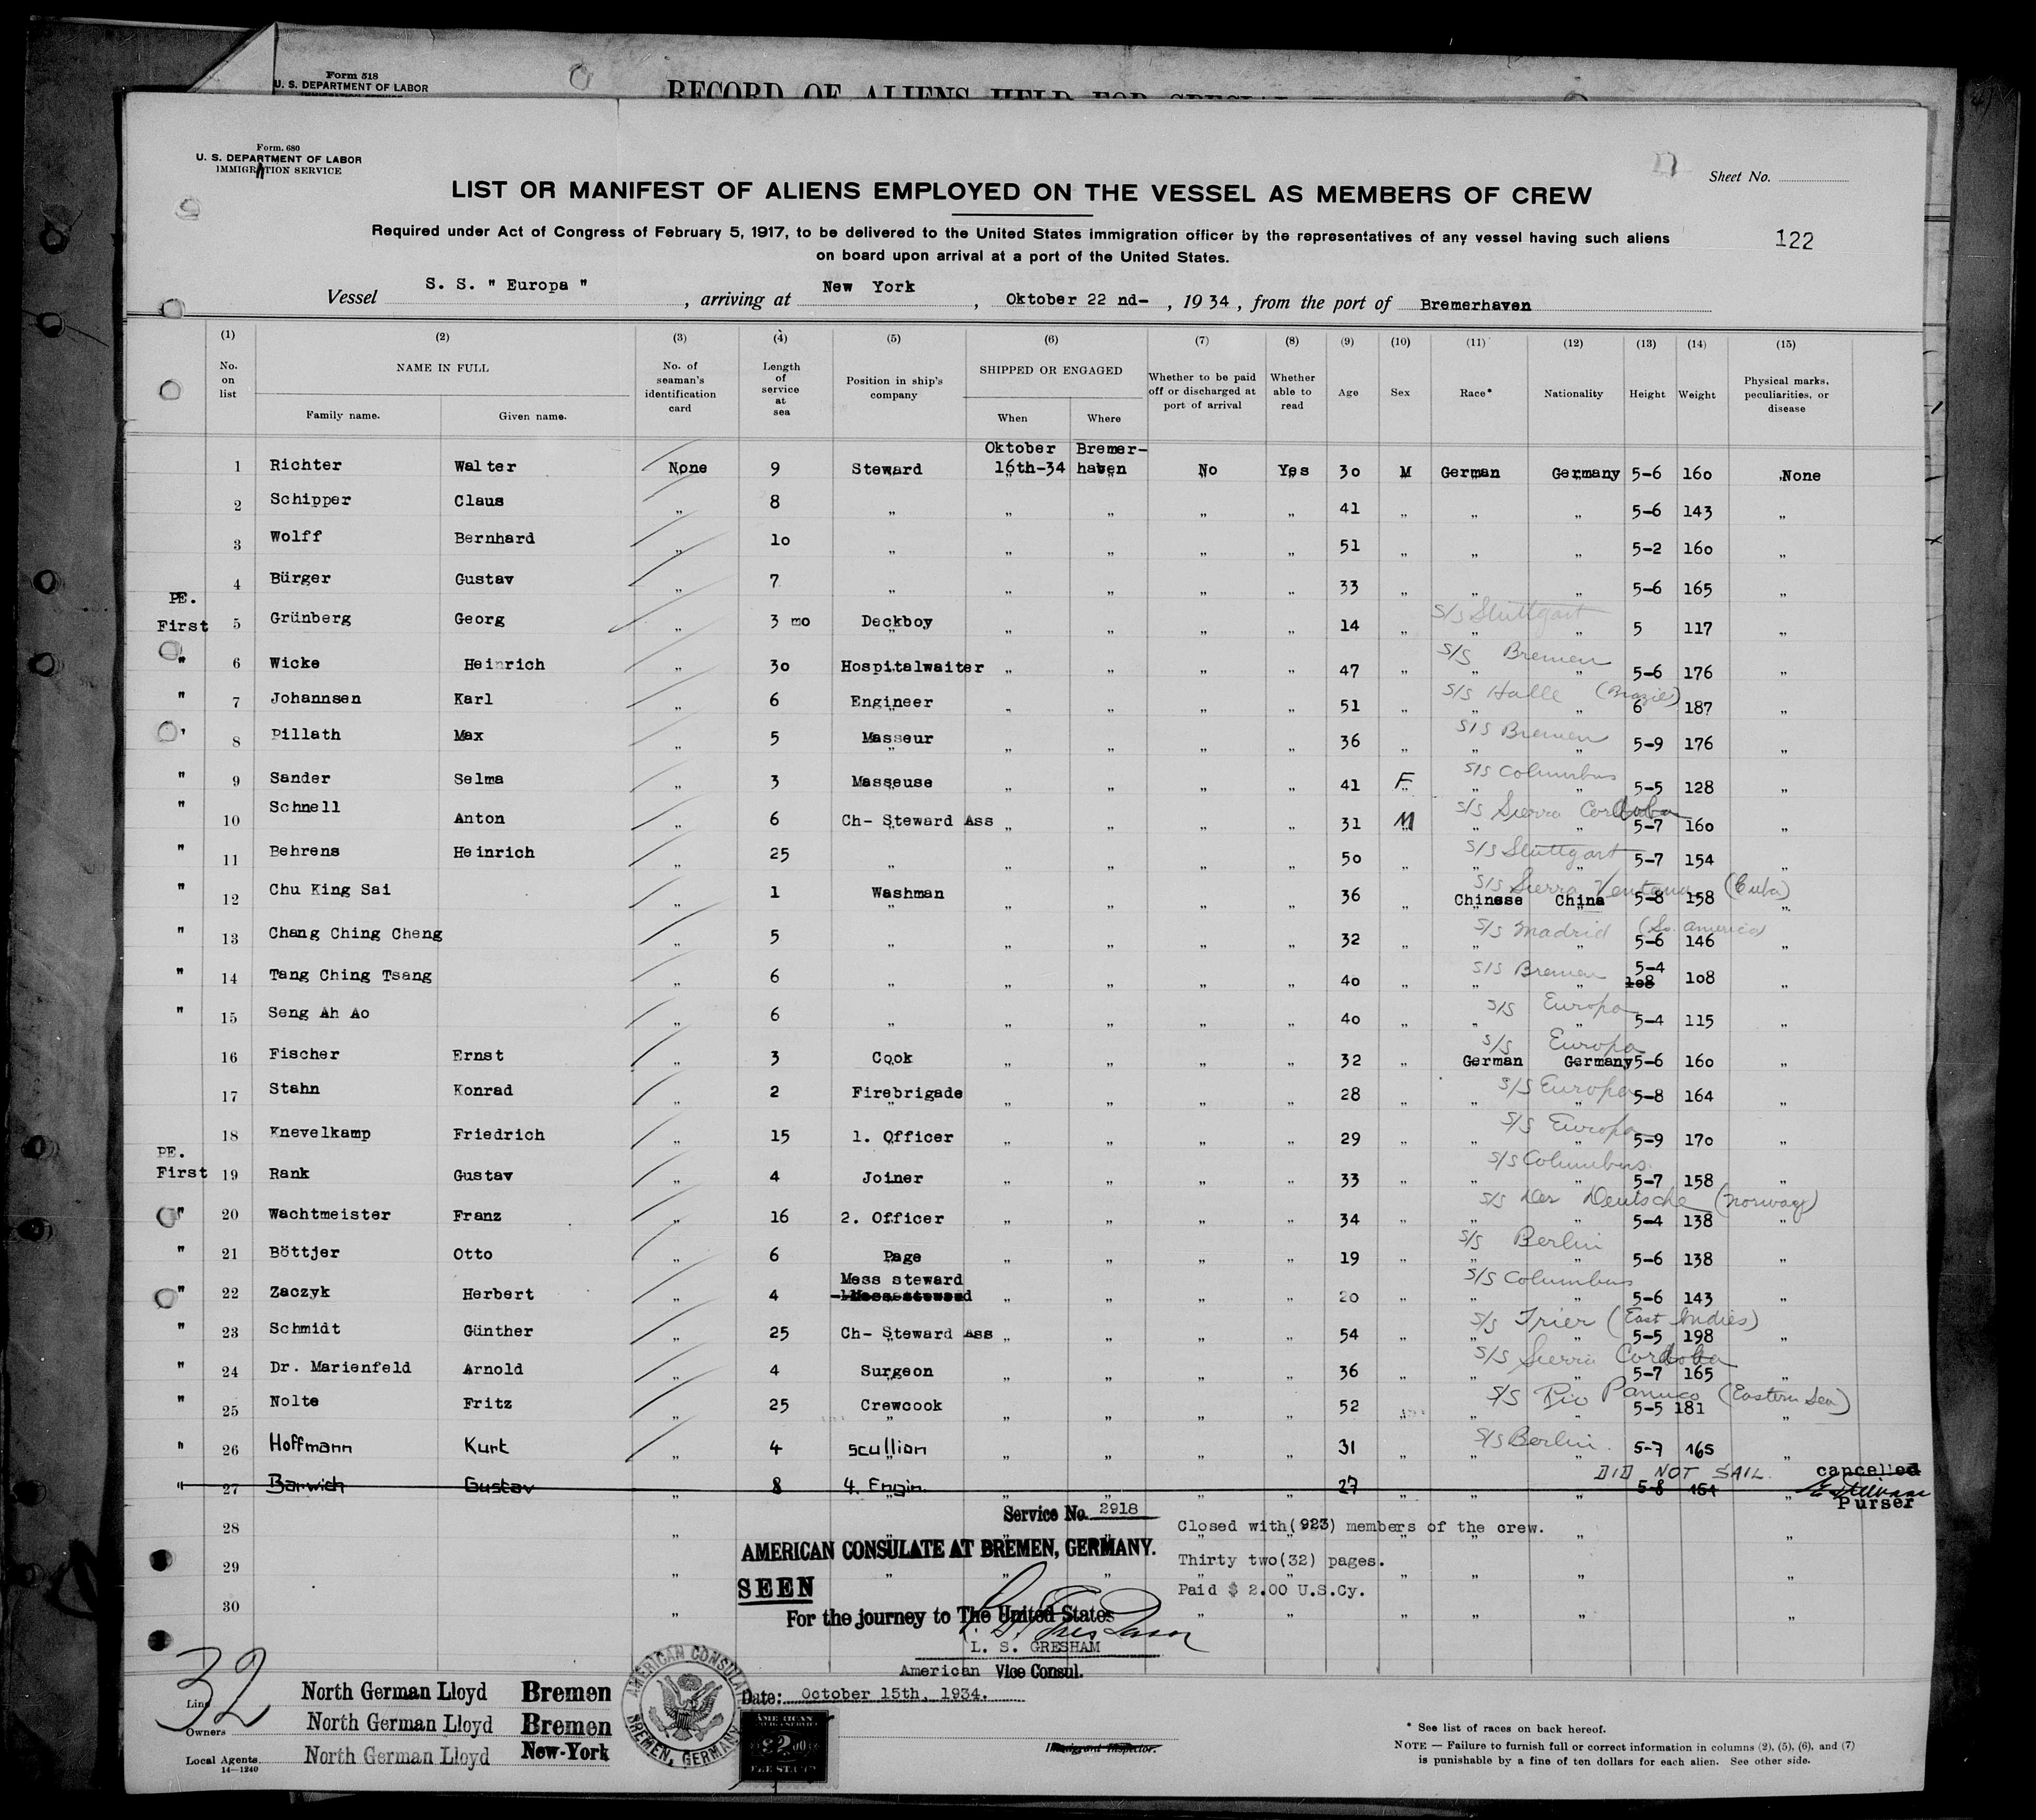 Form 518
U. S. DEPARTMENT OF LABOR
RECORD OF ALIENS HELD FOR SPECIAL
Form. 680
U. S. DEPARTMENT OF LABOR
IMMIGRATION SERVICE
Sheet No.
LIST OR MANIFEST OF ALIENS EMPLOYED ON THE VESSEL AS MEMBERS OF CREW
Required under Act of Congress of February 5, 1917, to be delivered to the United States immigration officer by the representatives of any vessel having such aliens
on board upon arrival at a port of the United States.
122
Vessel S. S. " Europa " , arriving at New York , Oktober 22 nd- , 19 34 , from the port of Bremerhaven
(1) (2) (3) (4) (5) (6) (7) (8) (9) (10) (11) (12) (13) (14) (15)
No. on list NAME IN FULL Family name. Given name. No. of seaman's identification card Length of service at sea Position in ship's company SHIPPED OR ENGAGED When Where Whether to be paid off or discharged at port of arrival Whether able to read Age Sex Race* Nationality Height Weight Physical marks, peculiarities, or disease
Oktober Bremer-
1 Richter Walter None 9 Steward 16th-34 haven No Yes 30 M German Germany 5-6 160 None
2 Schipper Claus „ 8 „ „ „ „ „ 41 „ „ „ 5-6 143 „
3 Wolff Bernhard „ 10 „ „ „ „ „ 51 „ „ „ 5-2 160 „
4 Bürger Gustav „ 7 „ „ „ „ „ 33 „ „ „ 5-6 165 „
PE.
S/S Stuttgart
First 5 Grünberg Georg „ 3 mo Deckboy „ „ „ „ 14 „ „ „ 5 117 „
S/S Bremen
" 6 Wicke Heinrich „ 30 Hospitalwaiter „ „ „ „ 47 „ 5-6 176 „
S/S Halle (Brazil)
" 7 Johannsen Karl „ 6 Engineer „ „ „ „ 51 „ „ „ 6 187 „
S/S Bremen
" 8 Pillath Max „ 5 Masseur „ „ „ „ 36 „ „ „ 5-9 176 „
S/S Columbus
" 9 Sander Selma „ 3 Masseuse „ „ „ „ 41 F „ „ 5-5 128 „
S/S Sierra Cordoba
" 10 Schnell Anton „ 6 Ch- Steward Ass „ „ „ „ 31 M „ „ 5-7 160 „
S/S Stuttgart
" 11 Behrens Heinrich „ 25 „ „ „ „ „ 50 „ „ „ 5-7 154 „
S/S Sierra Ventana (Cuba)
" 12 Chu King Sai „ 1 Washman „ „ „ „ 36 „ Chinese China 5-8 158 „
S/S Madrid (So. America)
" 13 Chang Ching Cheng „ 5 „ „ „ „ „ 32 „ „ „ 5-6 146 „
S/S Bremen 5-4
" 14 Tang Ching Tsang „ 6 „ „ „ „ „ 40 „ „ „ 108 108 „
S/S Europa
" 15 Seng Ah Ao „ 6 „ „ „ „ „ 40 „ „ „ 5-4 115 „
S/S Europa
16 Fischer Ernst „ 3 Cook „ „ „ „ 32 „ German Germany 5-6 160 „
S/S Europa
17 Stahn Konrad „ 2 Firebrigade „ „ „ „ 28 „ „ „ 5-8 164 „
S/S Europa
18 Knevelkamp Friedrich „ 15 1. Officer „ „ „ „ 29 „ „ „ 5-9 170 „
PE.
S/S Columbus
First 19 Rank Gustav „ 4 Joiner „ „ „ „ 33 „ „ „ 5-7 158 „
S/S Der Deutsche (Norway)
" 20 Wachtmeister Franz „ 16 2. Officer „ „ „ „ 34 „ „ „ 5-4 138 „
S/S Berlin
" 21 Böttjer Otto „ 6 Page „ „ „ „ 19 „ „ „ 5-6 138 „
Mess steward S/S Columbus
" 22 Zaczyk Herbert „ 4 „ „ „ „ 20 „ „ „ 5-6 143 „
S/S Trier (East Indies)
" 23 Schmidt Günther „ 25 Ch- Steward Ass „ „ „ „ 54 „ „ „ 5-5 198 „
S/S Sierra Cordoba
" 24 Dr. Marienfeld Arnold „ 4 Surgeon „ „ „ „ 36 „ „ „ 5-7 165 „
S/S Rio Panuco (Eastern Sea)
" 25 Nolte Fritz „ 25 Crewcook „ „ „ „ 52 „ „ „ 5-5 181 „
S/S Berlin
" 26 Hoffmann Kurt „ 4 scullion „ „ „ „ 31 „ „ „ 5-7 165 „
DID NOT SAIL. cancelled
" 27 Barwich Gustav „ 8 4. Engin. „ „ „ „ 27 „ „ „ 5-8 154 „
Purser
Service No. 2918
28 Closed with (923) members of the crew.
AMERICAN CONSULATE AT BREMEN, GERMANY.
29 Thirty two(32) pages.
SEEN
Paid $ 2.00 U.S.Cy.
30 For the journey to The United States
L. S. GRESHAM
American Vice Consul.
Date: October 15th, 1934.
32
Line North German Lloyd Bremen
Owners North German Lloyd Bremen
Local Agents North German Lloyd New-York
14—1240
AMERICAN CONSULATE
BREMEN, GERMANY
AMERICAN
$2.00
FEE STAMP
Immigrant Inspector.
* See list of races on back hereof.
NOTE — Failure to furnish full or correct information in columns (2), (5), (6), and (7)
is punishable by a fine of ten dollars for each alien. See other side.